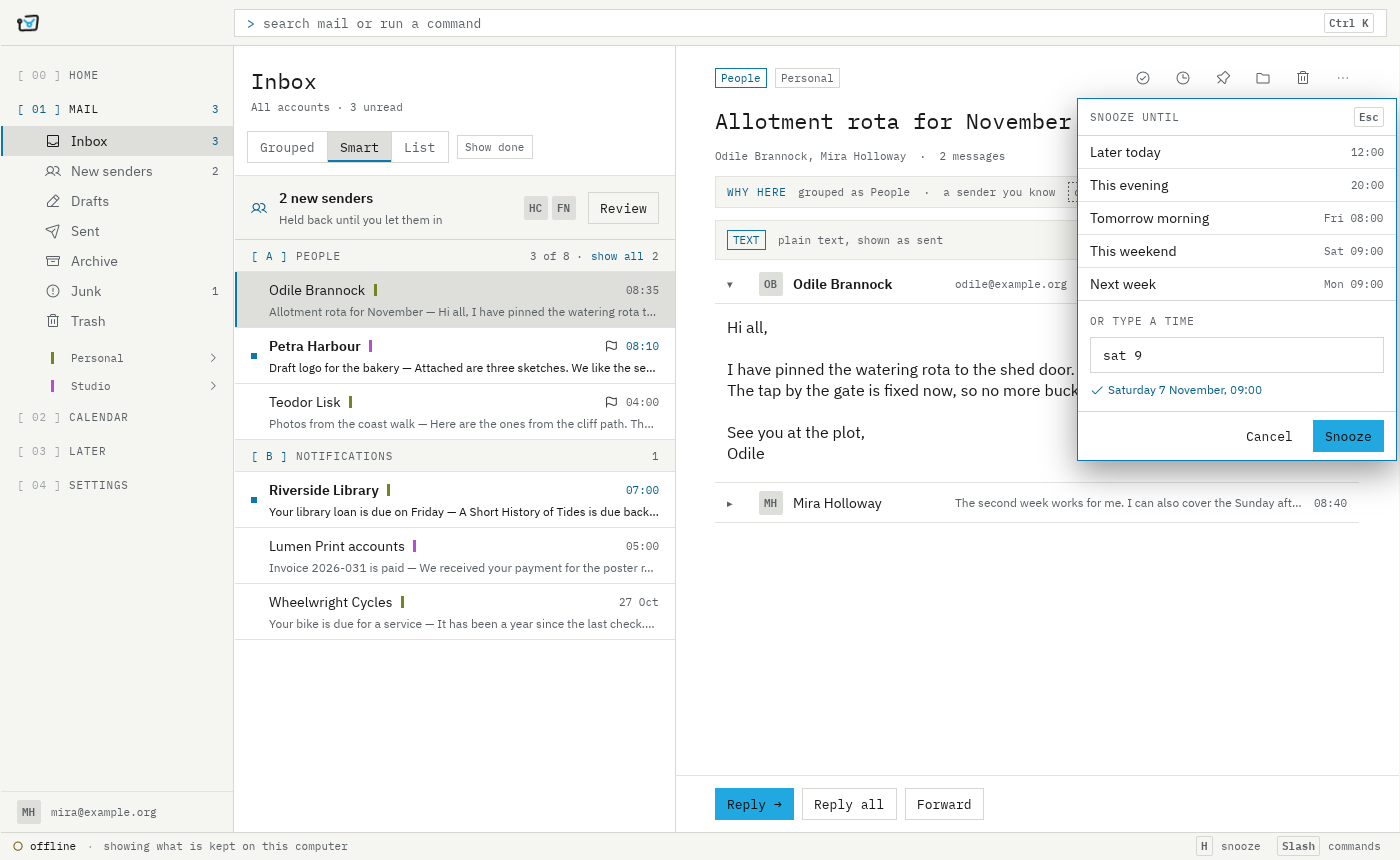 > search mail or run a command Ctrl K
[ 00 ] HOME
[ 01 ] MAIL 3
Inbox 3
New senders 2
Drafts
Sent
Archive
Junk 1
Trash
Personal
Studio
[ 02 ] CALENDAR
[ 03 ] LATER
[ 04 ] SETTINGS
MH mira@example.org
Inbox
All accounts · 3 unread
Grouped Smart List Show done
2 new senders
Held back until you let them in
HC FN Review
[ A ] PEOPLE 3 of 8 · show all 2
Odile Brannock 08:35
Allotment rota for November — Hi all, I have pinned the watering rota t…
Petra Harbour 08:10
Draft logo for the bakery — Attached are three sketches. We like the se…
Teodor Lisk 04:00
Photos from the coast walk — Here are the ones from the cliff path. Th…
[ B ] NOTIFICATIONS 1
Riverside Library 07:00
Your library loan is due on Friday — A Short History of Tides is due back…
Lumen Print accounts 05:00
Invoice 2026-031 is paid — We received your payment for the poster r…
Wheelwright Cycles 27 Oct
Your bike is due for a service — It has been a year since the last check.…
People Personal
Allotment rota for November
Odile Brannock, Mira Holloway · 2 messages
WHY HERE grouped as People · a sender you know
TEXT plain text, shown as sent
▾ OB Odile Brannock odile@example.org
Hi all,
I have pinned the watering rota to the shed door.
The tap by the gate is fixed now, so no more buck
See you at the plot,
Odile
▸ MH Mira Holloway The second week works for me. I can also cover the Sunday aft… 08:40
SNOOZE UNTIL Esc
Later today 12:00
This evening 20:00
Tomorrow morning Fri 08:00
This weekend Sat 09:00
Next week Mon 09:00
OR TYPE A TIME
sat 9
Saturday 7 November, 09:00
Cancel Snooze
Reply → Reply all Forward
offline · showing what is kept on this computer
H snooze Slash commands